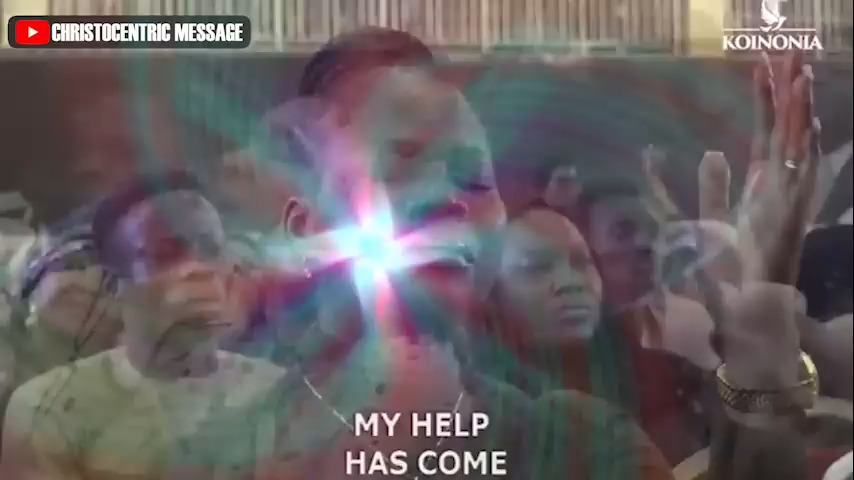 CHRISTOCENTRIC MESSAGE
KOINONIA
MY HELP
HAS COME